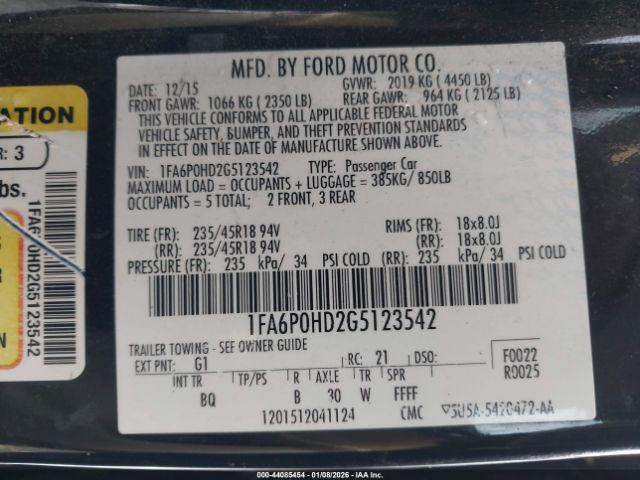 MFD. BY FORD MOTOR CO.
DATE: 12/15 GVWR: 2019 KG ( 4450 LB)
FRONT GAWR: 1066 KG ( 2350 LB) REAR GAWR: 964 KG ( 2125 LB)
THIS VEHICLE CONFORMS TO ALL APPLICABLE FEDERAL MOTOR
VEHICLE SAFETY, BUMPER, AND THEFT PREVENTION STANDARDS
IN EFFECT ON THE DATE OF MANUFACTURE SHOWN ABOVE.
VIN: 1FA6P0HD2G5123542 TYPE: Passenger Car
MAXIMUM LOAD = OCCUPANTS + LUGGAGE = 385KG/ 850LB
OCCUPANTS = 5 TOTAL; 2 FRONT, 3 REAR
TIRE (FR): 235/45R18 94V RIMS (FR): 18x8.0J
(RR): 235/45R18 94V (RR): 18x8.0J
PRESSURE (FR): 235 kPa/ 34 PSI COLD (RR): 235 kPa/ 34 PSI COLD
1FA6P0HD2G5123542
TRAILER TOWING - SEE OWNER GUIDE
EXT PNT: G1 RC: 21 DSO: F0022
INT TR TP/PS R AXLE TR SPR R0025
BQ B 30 W FFFF
1201512041124 CMC 5U5A-5420472-AA
ATION
R: 3
lbs.
S
R
N
1FA6P0HD2G5123542
000-44085454 | 01/08/2026 - IAA Inc.